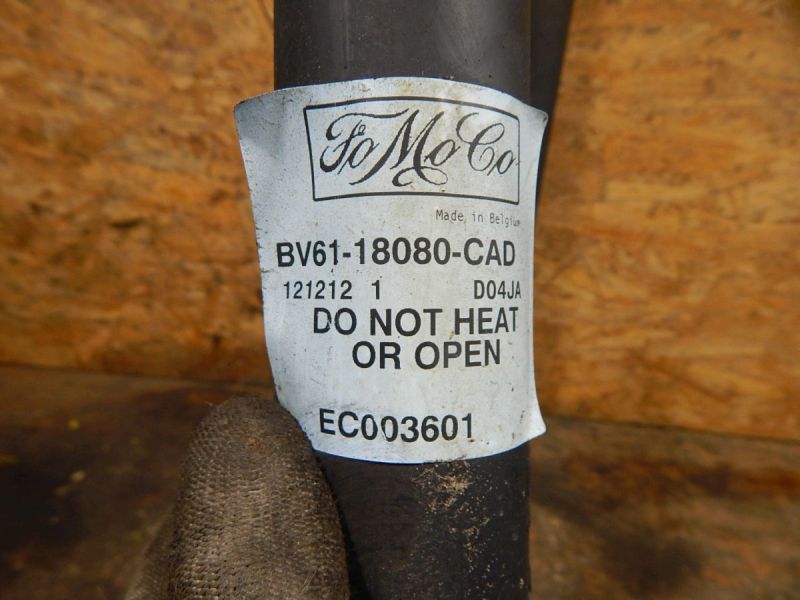 FoMoCo
Made in Belgium
BV61-18080-CAD
121212 1 D04JA
DO NOT HEAT
OR OPEN
EC003601